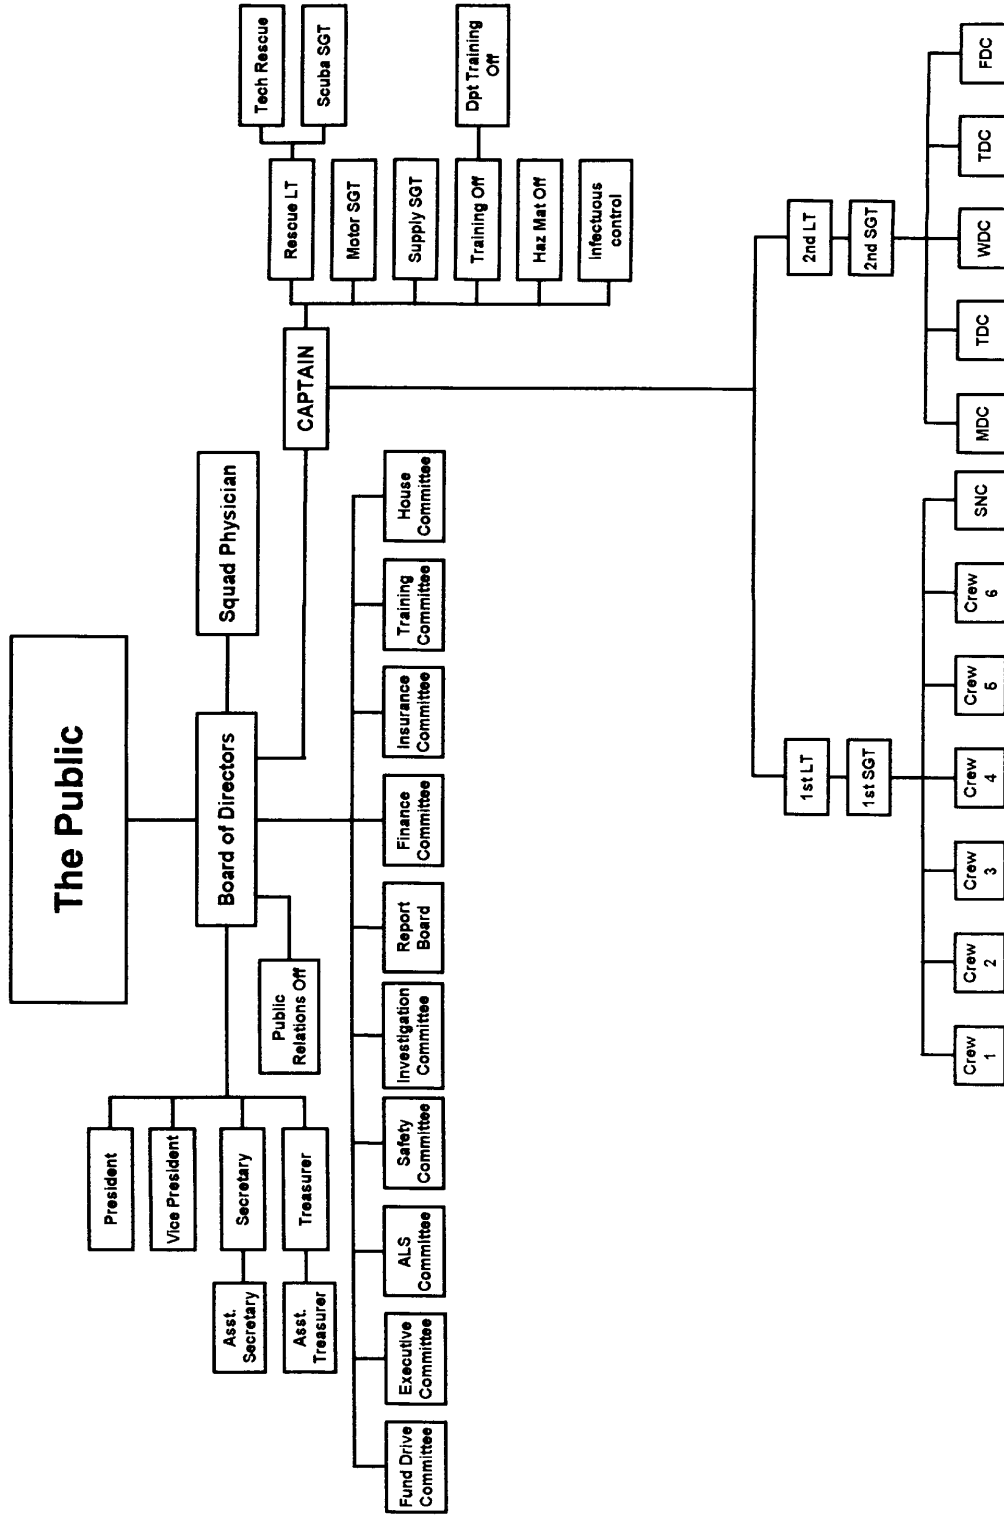 The Public
Board of Directors
Squad Physician
President
Vice President
Secretary
Treasurer
Asst.
Secretary
Asst.
Treasurer
Public
Relations Off
CAPTAIN
Rescue LT
Motor SGT
Supply SGT
Training Off
Haz Mat Off
Infectuous
control
Tech Rescue
Scuba SGT
Dpt Training
Off
Fund Drive
Committee
Executive
Committee
ALS
Committee
Safety
Committee
Investigation
Committee
Report
Board
Finance
Committee
Insurance
Committee
Training
Committee
House
Committee
1st LT
1st SGT
2nd LT
2nd SGT
Crew
1
Crew
2
Crew
3
Crew
4
Crew
5
Crew
6
SNC
MDC
TDC
WDC
TDC
FDC